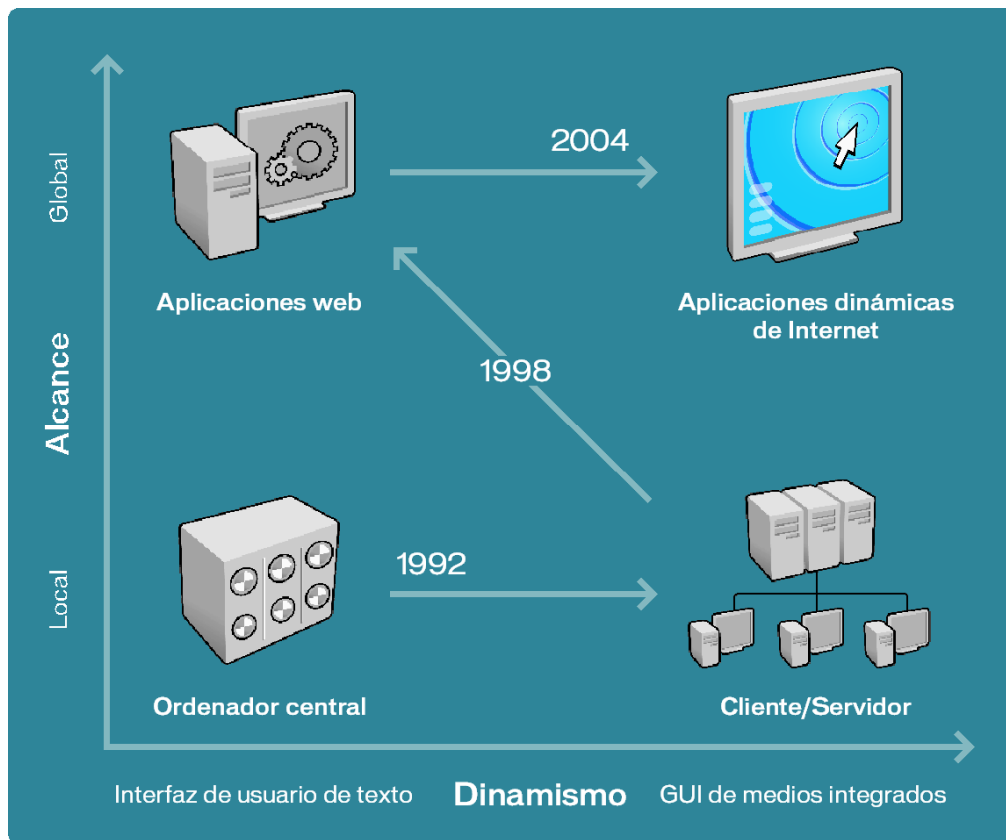 2004
Global
Aplicaciones web
Aplicaciones dinámicas
de Internet
1998
Alcance
1992
Local
Ordenador central
Cliente/Servidor
Interfaz de usuario de texto
Dinamismo
GUI de medios integrados